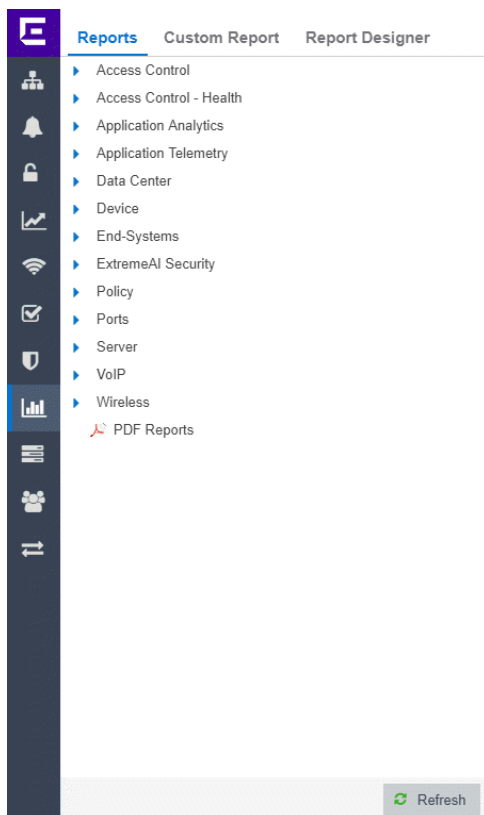 Reports Custom Report Report Designer
Access Control
Access Control - Health
Application Analytics
Application Telemetry
Data Center
Device
End-Systems
ExtremeAI Security
Policy
Ports
Server
VoIP
Wireless
PDF Reports
Refresh